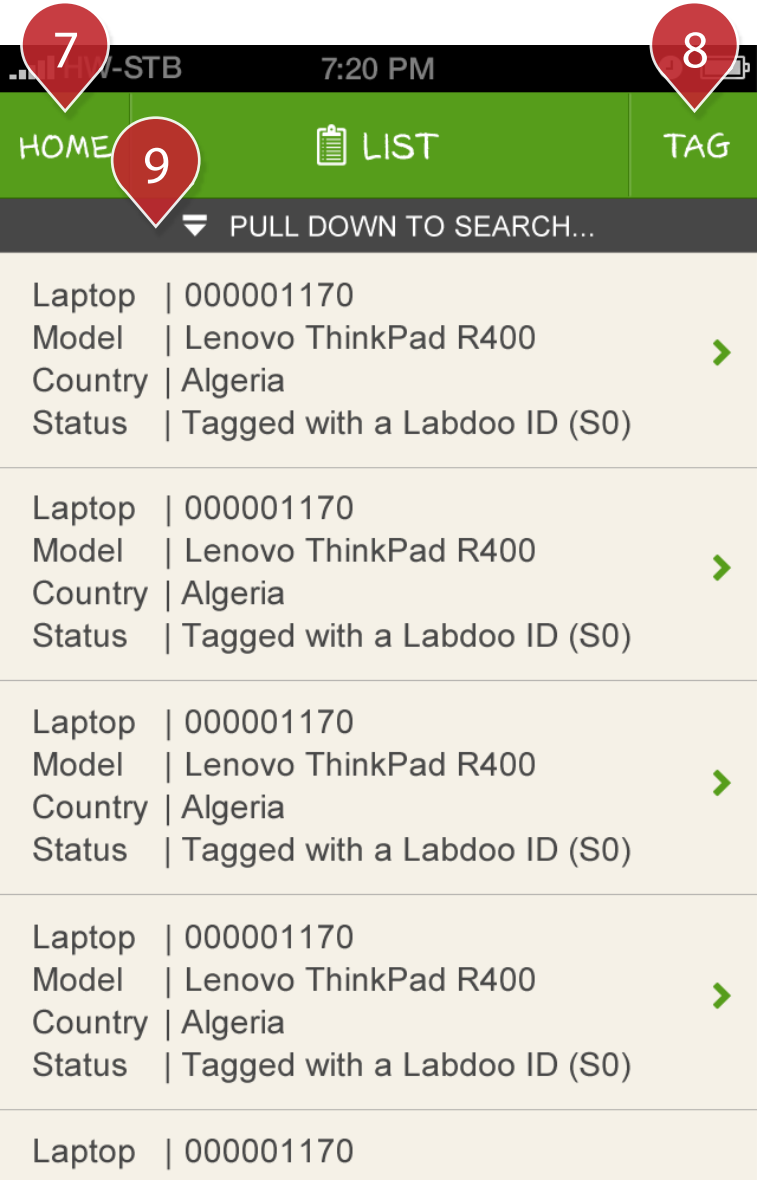 7
8
HW-STB 7:20 PM
HOME LIST TAG
9
PULL DOWN TO SEARCH...
Laptop | 000001170
Model | Lenovo ThinkPad R400
Country | Algeria
Status | Tagged with a Labdoo ID (S0)
Laptop | 000001170
Model | Lenovo ThinkPad R400
Country | Algeria
Status | Tagged with a Labdoo ID (S0)
Laptop | 000001170
Model | Lenovo ThinkPad R400
Country | Algeria
Status | Tagged with a Labdoo ID (S0)
Laptop | 000001170
Model | Lenovo ThinkPad R400
Country | Algeria
Status | Tagged with a Labdoo ID (S0)
Laptop | 000001170